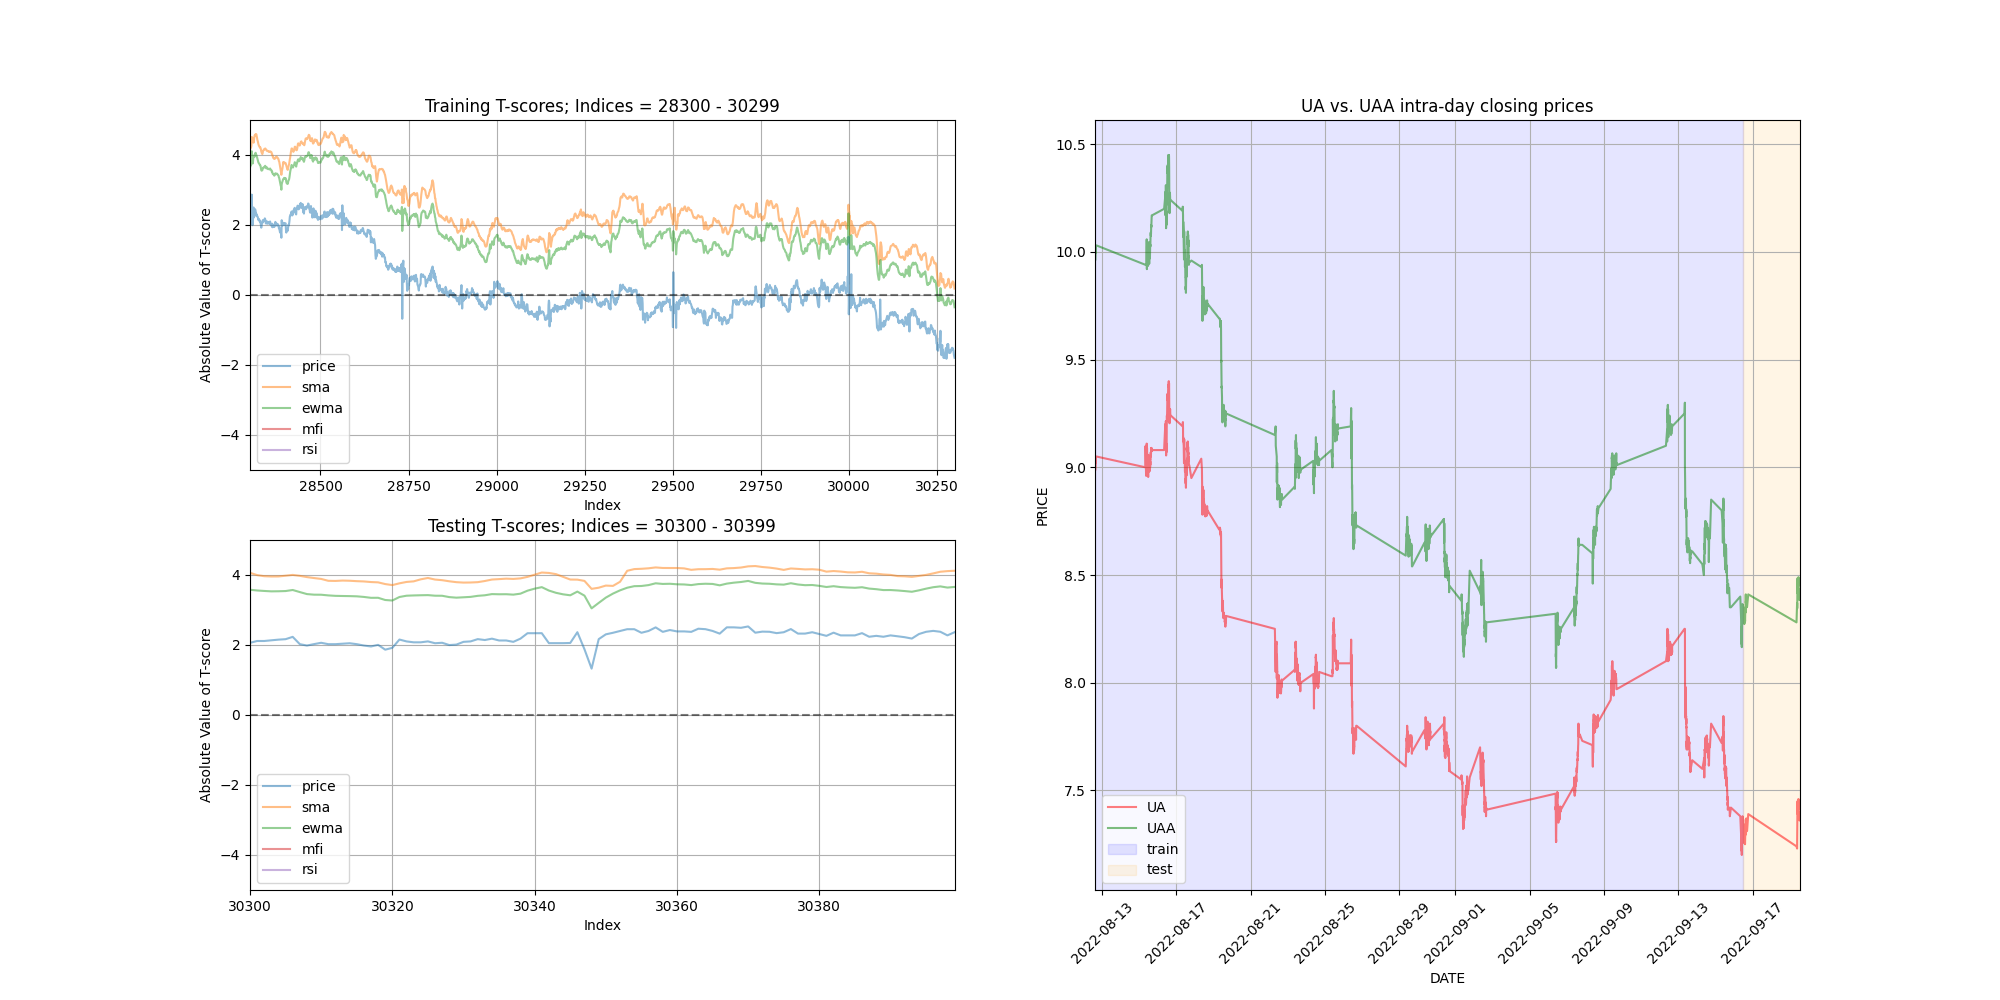 Training T-scores; Indices = 28300 - 30299
Absolute Value of T-score
4
2
0
−2
−4
price
sma
ewma
mfi
rsi
28500
28750
29000
29250
29500
29750
30000
30250
Index
Testing T-scores; Indices = 30300 - 30399
Absolute Value of T-score
4
2
0
−2
−4
price
sma
ewma
mfi
rsi
30300
30320
30340
30360
30380
Index
UA vs. UAA intra-day closing prices
PRICE
10.5
10.0
9.5
9.0
8.5
8.0
7.5
UA
UAA
train
test
2022-08-13
2022-08-17
2022-08-21
2022-08-25
2022-08-29
2022-09-01
2022-09-05
2022-09-09
2022-09-13
2022-09-17
DATE